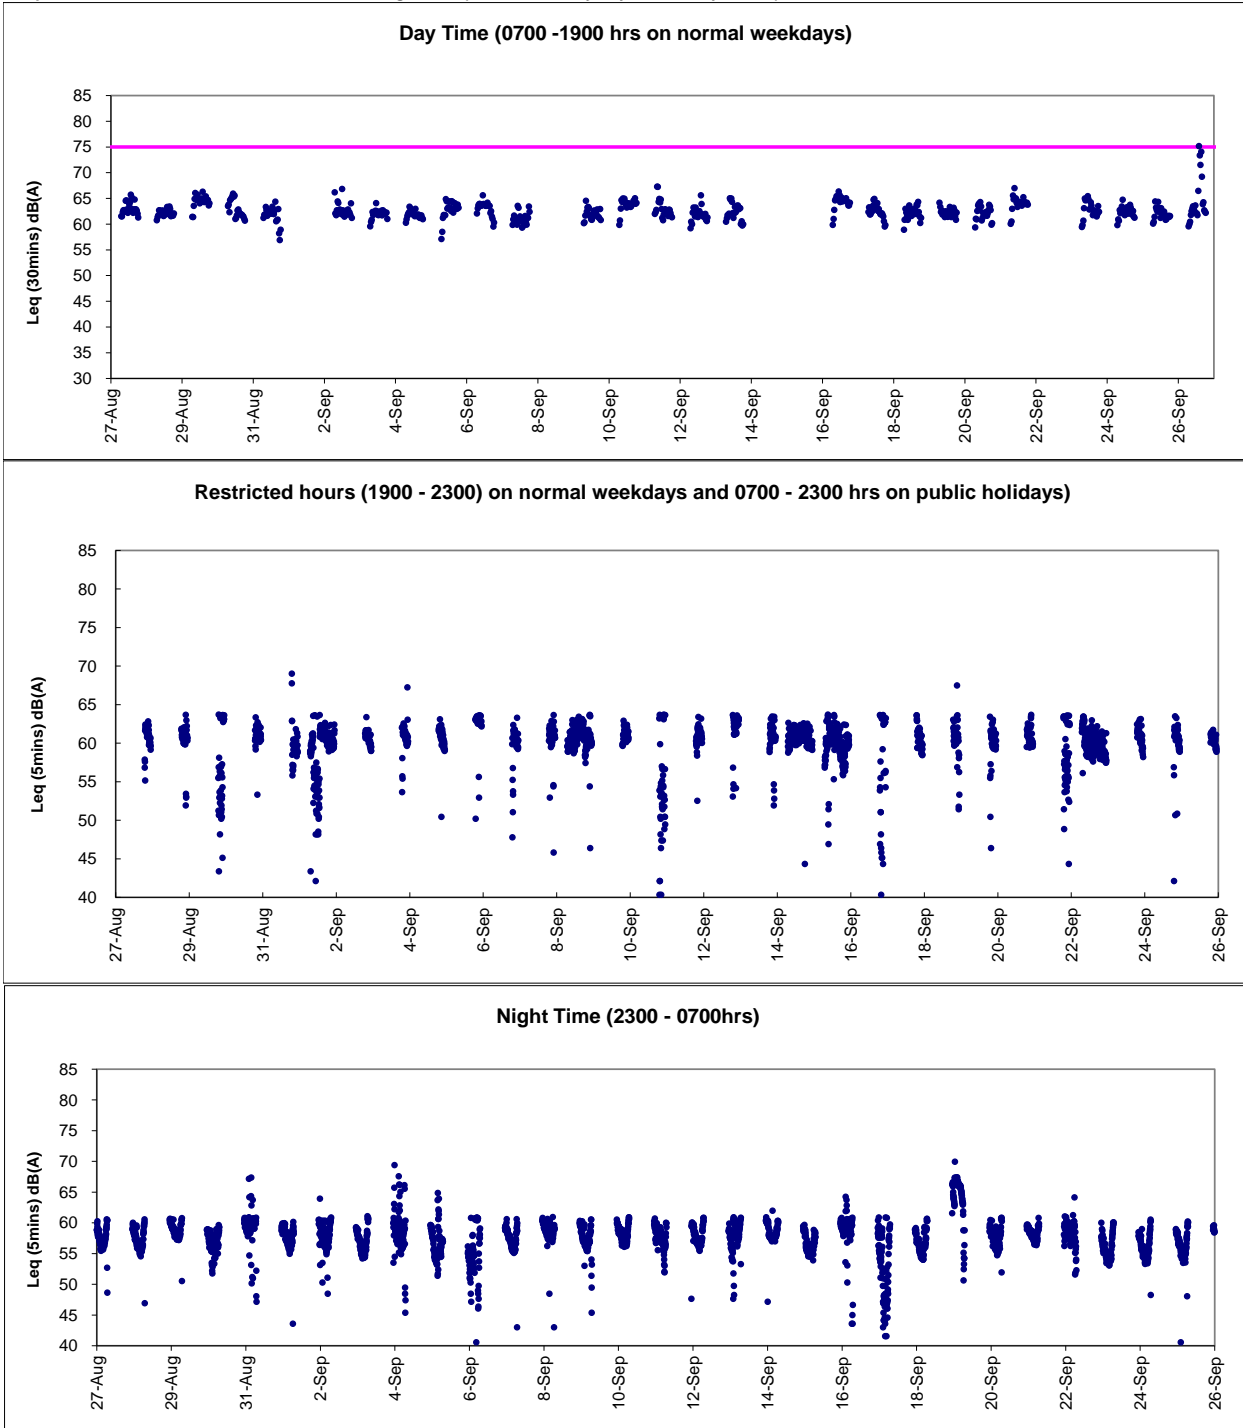 Day Time (0700 -1900 hrs on normal weekdays)
85
80
75
70
65
60
55
50
45
40
35
30
Leq (30mins) dB(A)
27-Aug
29-Aug
31-Aug
2-Sep
4-Sep
6-Sep
8-Sep
10-Sep
12-Sep
14-Sep
16-Sep
18-Sep
20-Sep
22-Sep
24-Sep
26-Sep
Restricted hours (1900 - 2300) on normal weekdays and 0700 - 2300 hrs on public holidays)
85
80
75
70
65
60
55
50
45
40
Leq (5mins) dB(A)
27-Aug
29-Aug
31-Aug
2-Sep
4-Sep
6-Sep
8-Sep
10-Sep
12-Sep
14-Sep
16-Sep
18-Sep
20-Sep
22-Sep
24-Sep
26-Sep
Night Time (2300 - 0700hrs)
85
80
75
70
65
60
55
50
45
40
Leq (5mins) dB(A)
27-Aug
29-Aug
31-Aug
2-Sep
4-Sep
6-Sep
8-Sep
10-Sep
12-Sep
14-Sep
16-Sep
18-Sep
20-Sep
22-Sep
24-Sep
26-Sep